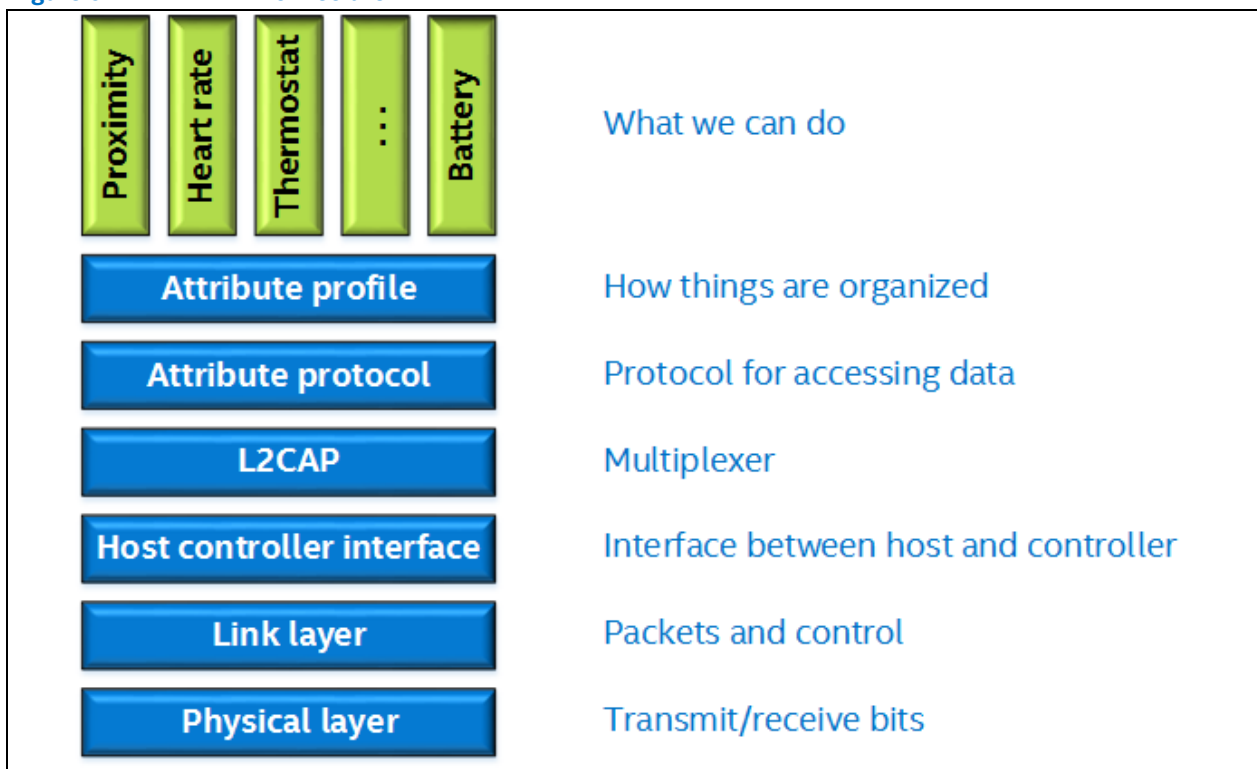 Proximity
Heart rate
Thermostat
...
Battery
What we can do
Attribute profile
How things are organized
Attribute protocol
Protocol for accessing data
L2CAP
Multiplexer
Host controller interface
Interface between host and controller
Link layer
Packets and control
Physical layer
Transmit/receive bits